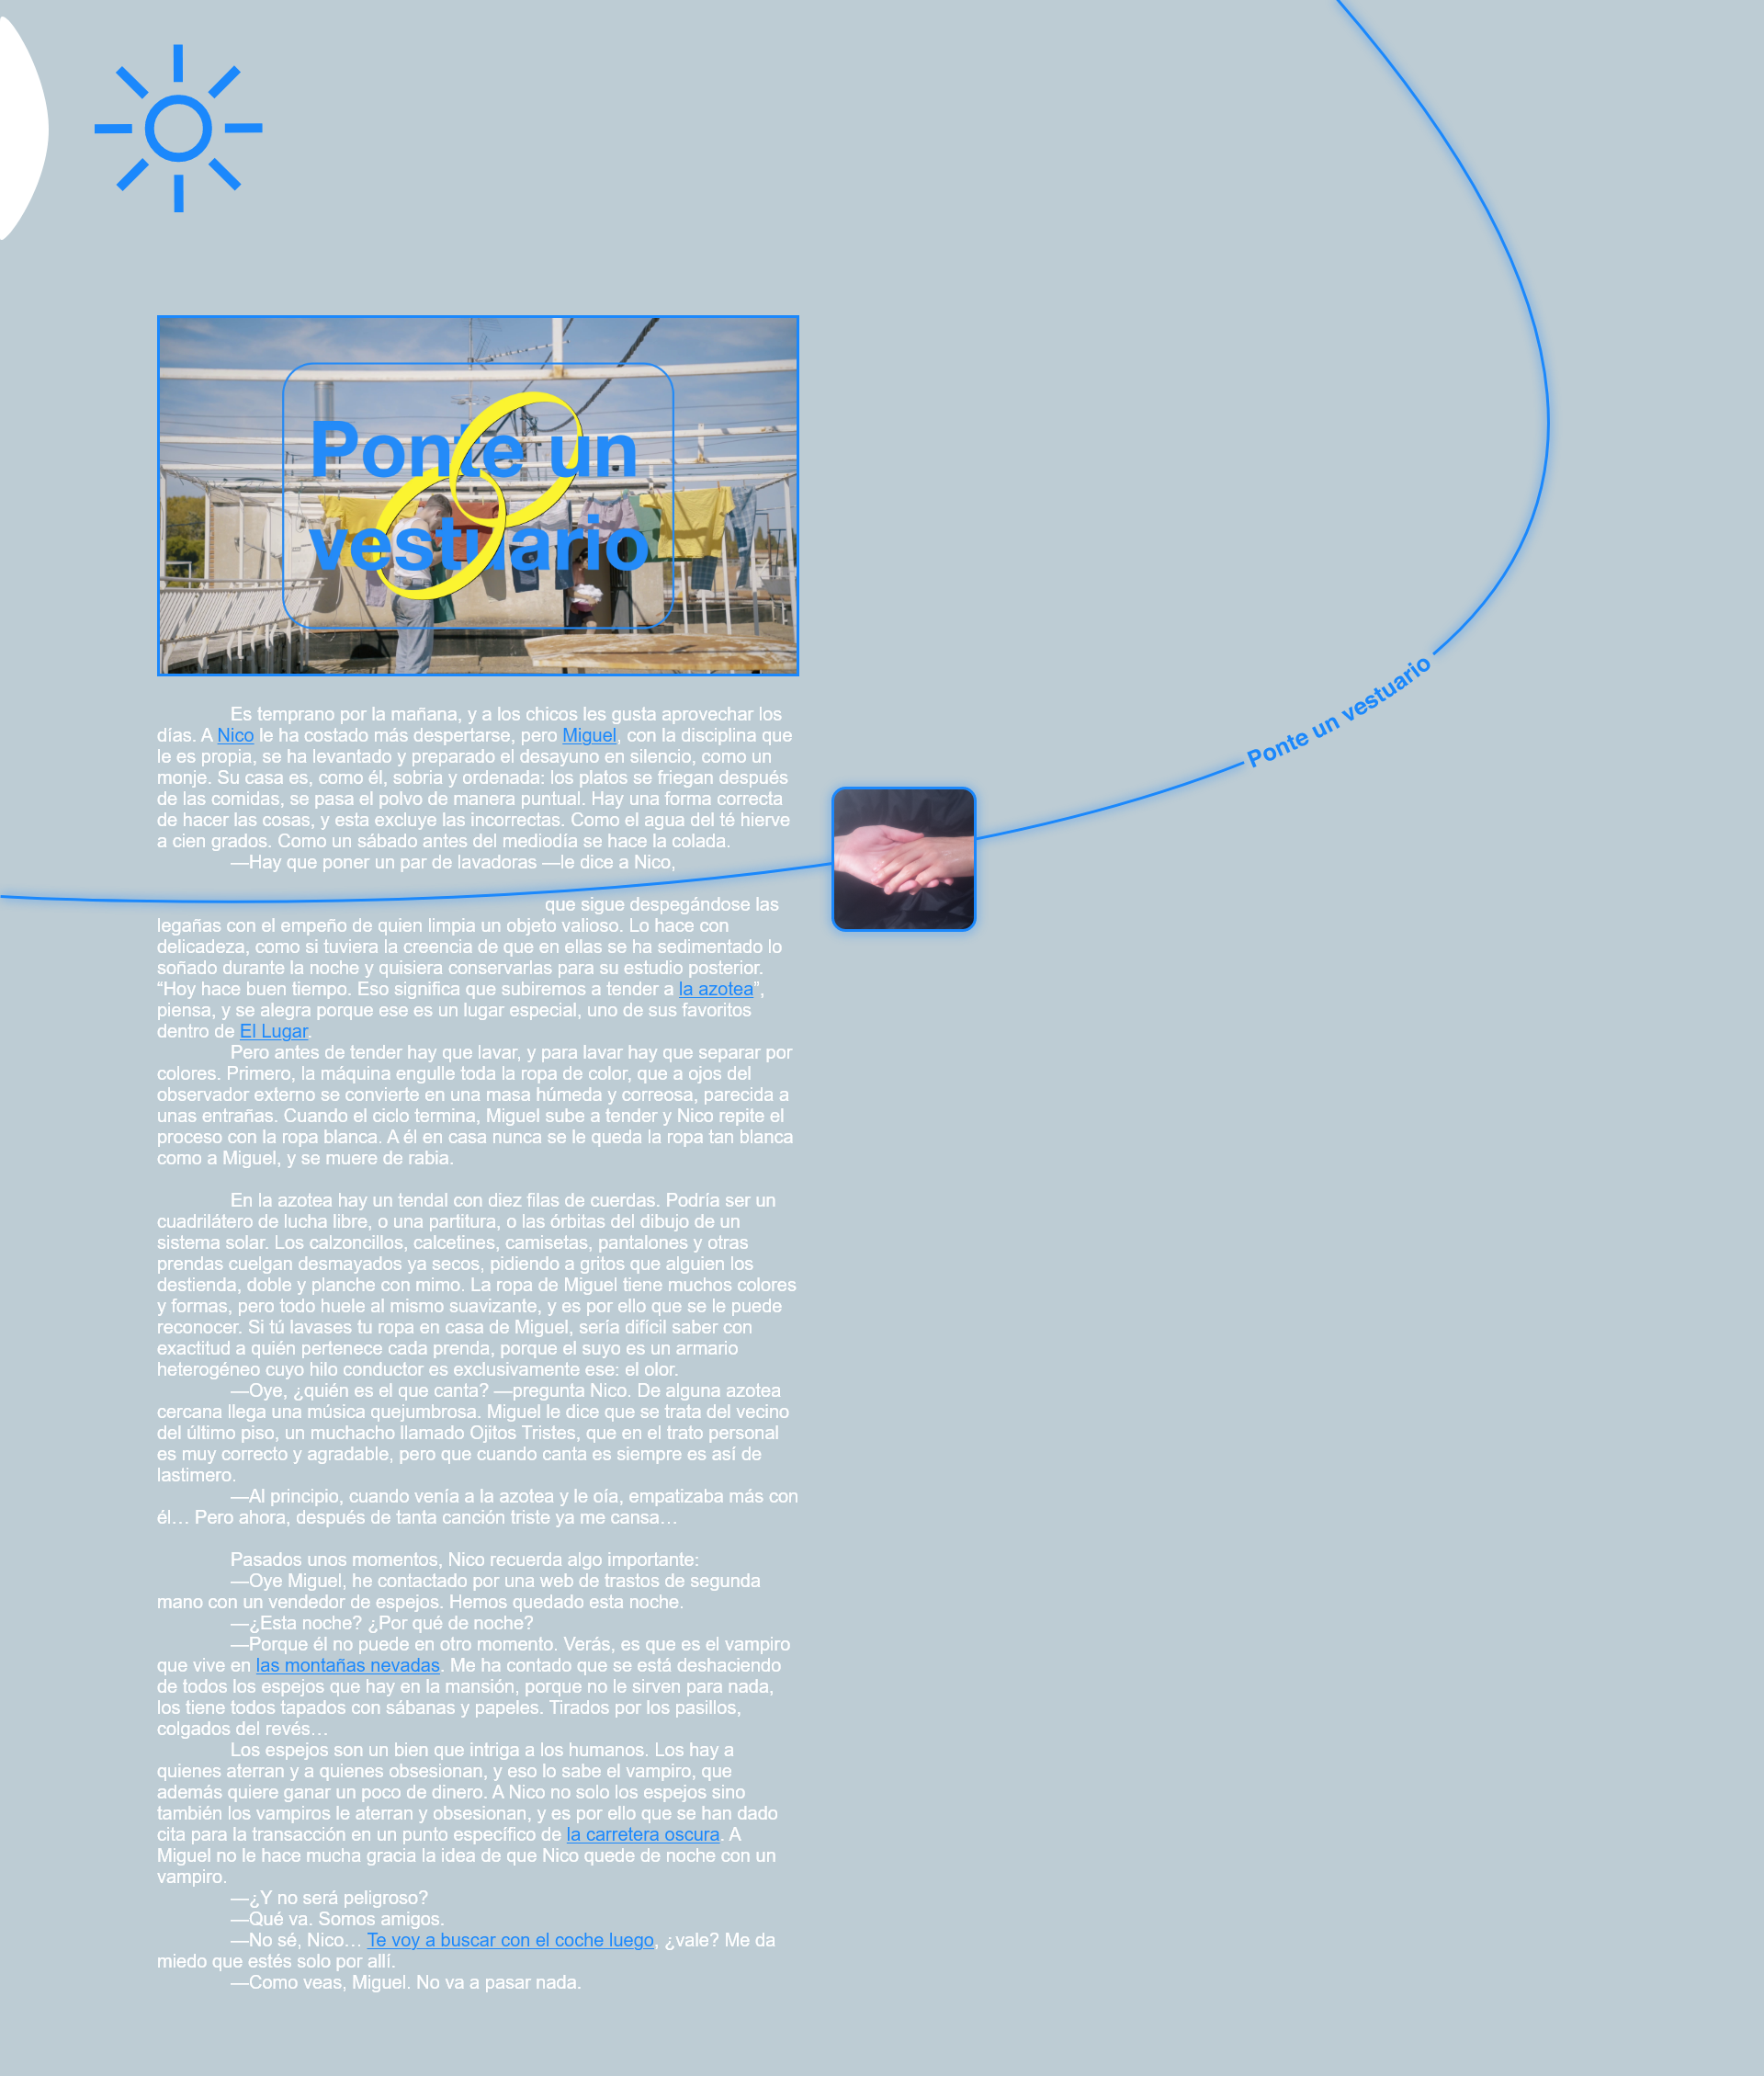 Ponte un
vestuario
Ponte un vestuario
Es temprano por la mañana, y a los chicos les gusta aprovechar los
días. A Nico le ha costado más despertarse, pero Miguel, con la disciplina que
le es propia, se ha levantado y preparado el desayuno en silencio, como un
monje. Su casa es, como él, sobria y ordenada: los platos se friegan después
de las comidas, se pasa el polvo de manera puntual. Hay una forma correcta
de hacer las cosas, y esta excluye las incorrectas. Como el agua del té hierve
a cien grados. Como un sábado antes del mediodía se hace la colada.
—Hay que poner un par de lavadoras —le dice a Nico,
que sigue despegándose las
legañas con el empeño de quien limpia un objeto valioso. Lo hace con
delicadeza, como si tuviera la creencia de que en ellas se ha sedimentado lo
soñado durante la noche y quisiera conservarlas para su estudio posterior.
“Hoy hace buen tiempo. Eso significa que subiremos a tender a la azotea”,
piensa, y se alegra porque ese es un lugar especial, uno de sus favoritos
dentro de El Lugar.
Pero antes de tender hay que lavar, y para lavar hay que separar por
colores. Primero, la máquina engulle toda la ropa de color, que a ojos del
observador externo se convierte en una masa húmeda y correosa, parecida a
unas entrañas. Cuando el ciclo termina, Miguel sube a tender y Nico repite el
proceso con la ropa blanca. A él en casa nunca se le queda la ropa tan blanca
como a Miguel, y se muere de rabia.
En la azotea hay un tendal con diez filas de cuerdas. Podría ser un
cuadrilátero de lucha libre, o una partitura, o las órbitas del dibujo de un
sistema solar. Los calzoncillos, calcetines, camisetas, pantalones y otras
prendas cuelgan desmayados ya secos, pidiendo a gritos que alguien los
destienda, doble y planche con mimo. La ropa de Miguel tiene muchos colores
y formas, pero todo huele al mismo suavizante, y es por ello que se le puede
reconocer. Si tú lavases tu ropa en casa de Miguel, sería difícil saber con
exactitud a quién pertenece cada prenda, porque el suyo es un armario
heterogéneo cuyo hilo conductor es exclusivamente ese: el olor.
—Oye, ¿quién es el que canta? —pregunta Nico. De alguna azotea
cercana llega una música quejumbrosa. Miguel le dice que se trata del vecino
del último piso, un muchacho llamado Ojitos Tristes, que en el trato personal
es muy correcto y agradable, pero que cuando canta es siempre es así de
lastimero.
—Al principio, cuando venía a la azotea y le oía, empatizaba más con
él… Pero ahora, después de tanta canción triste ya me cansa…
Pasados unos momentos, Nico recuerda algo importante:
—Oye Miguel, he contactado por una web de trastos de segunda
mano con un vendedor de espejos. Hemos quedado esta noche.
—¿Esta noche? ¿Por qué de noche?
—Porque él no puede en otro momento. Verás, es que es el vampiro
que vive en las montañas nevadas. Me ha contado que se está deshaciendo
de todos los espejos que hay en la mansión, porque no le sirven para nada,
los tiene todos tapados con sábanas y papeles. Tirados por los pasillos,
colgados del revés…
Los espejos son un bien que intriga a los humanos. Los hay a
quienes aterran y a quienes obsesionan, y eso lo sabe el vampiro, que
además quiere ganar un poco de dinero. A Nico no solo los espejos sino
también los vampiros le aterran y obsesionan, y es por ello que se han dado
cita para la transacción en un punto específico de la carretera oscura. A
Miguel no le hace mucha gracia la idea de que Nico quede de noche con un
vampiro.
—¿Y no será peligroso?
—Qué va. Somos amigos.
—No sé, Nico… Te voy a buscar con el coche luego, ¿vale? Me da
miedo que estés solo por allí.
—Como veas, Miguel. No va a pasar nada.